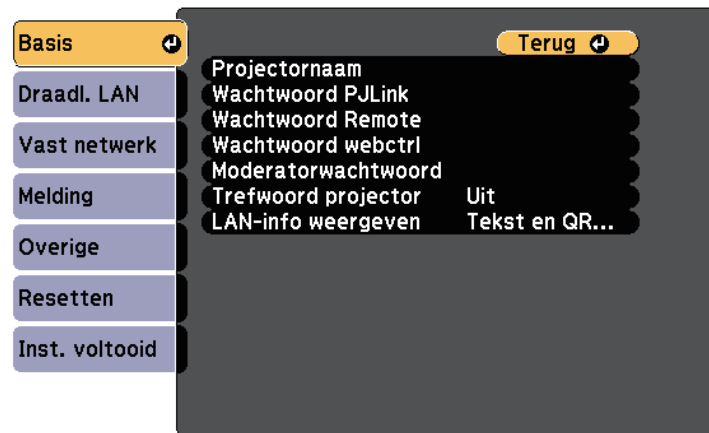 Basis
Draadl. LAN
Vast netwerk
Melding
Overige
Resetten
Inst. voltooid
Terug
Projectornaam
Wachtwoord PJLink
Wachtwoord Remote
Wachtwoord webctrl
Moderatorwachtwoord
Trefwoord projector Uit
LAN-info weergeven Tekst en QR...